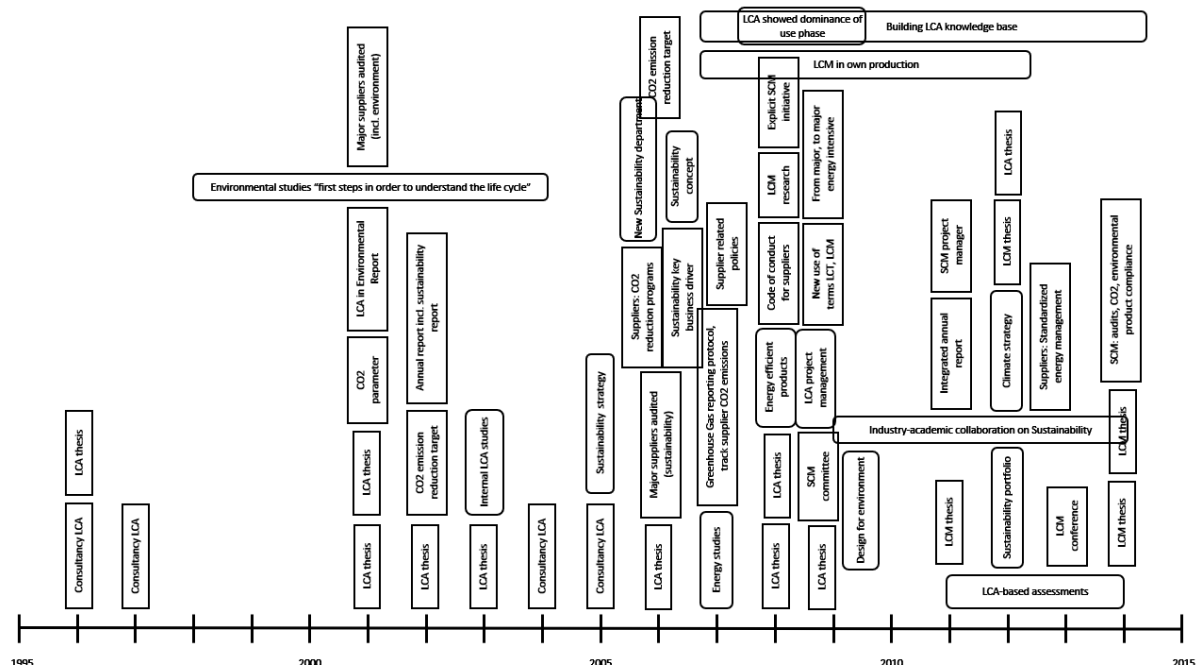 LCA showed dominance of
use phase
Building LCA knowledge base
LCM in own production
Major suppliers audited
(incl. environment)
CO2 emission
reduction target
Explicit SCM
initiative
From major, to major
energy intensive
New Sustainability department
Sustainability
concept
LCM
research
LCA thesis
Environmental studies "first steps in order to understand the life cycle"
LCA in Environmental
Report
Annual report incl. sustainability
report
Suppliers: CO2
reduction programs
Sustainability key
business driver
Supplier related
policies
Code of conduct
for suppliers
New use of
terms LCT, LCM
SCM project
manager
LCM thesis
SCM: audits, CO2, environmental
product compliance
CO2
parameter
Sustainability strategy
Greenhouse Gas reporting protocol,
track supplier CO2 emissions
Energy efficient
products
LCA project
management
Integrated annual
report
Climate strategy
Suppliers: Standardized
energy management
Industry-academic collaboration on Sustainability
LCA thesis
LCA thesis
CO2 emission
reduction target
Internal LCA studies
Major suppliers audited
(sustainability)
LCA thesis
SCM
committee
LCM thesis
Consultancy LCA
Consultancy LCA
LCA thesis
LCA thesis
LCA thesis
Consultancy LCA
Consultancy LCA
LCA thesis
Energy studies
LCA thesis
LCA thesis
Design for environment
LCM thesis
Sustainability portfolio
LCM
conference
LCM thesis
LCA-based assessments
1995
2000
2005
2010
2015